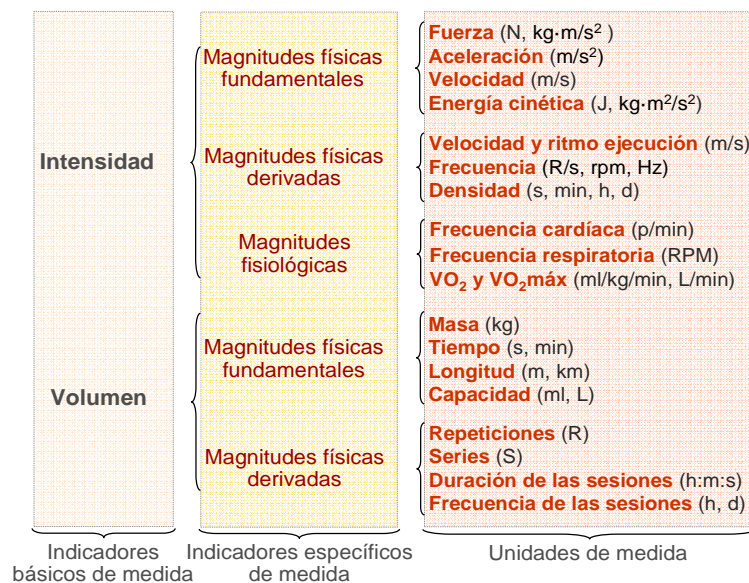 Intensidad
Magnitudes físicas
fundamentales
Fuerza (N, kg·m/s² )
Aceleración (m/s²)
Velocidad (m/s)
Energía cinética (J, kg·m²/s²)
Magnitudes físicas
derivadas
Velocidad y ritmo ejecución (m/s)
Frecuencia (R/s, rpm, Hz)
Densidad (s, min, h, d)
Magnitudes
fisiológicas
Frecuencia cardíaca (p/min)
Frecuencia respiratoria (RPM)
VO₂ y VO₂máx (ml/kg/min, L/min)
Volumen
Magnitudes físicas
fundamentales
Masa (kg)
Tiempo (s, min)
Longitud (m, km)
Capacidad (ml, L)
Magnitudes físicas
derivadas
Repeticiones (R)
Series (S)
Duración de las sesiones (h:m:s)
Frecuencia de las sesiones (h, d)
Indicadores
básicos de medida
Indicadores específicos
de medida
Unidades de medida